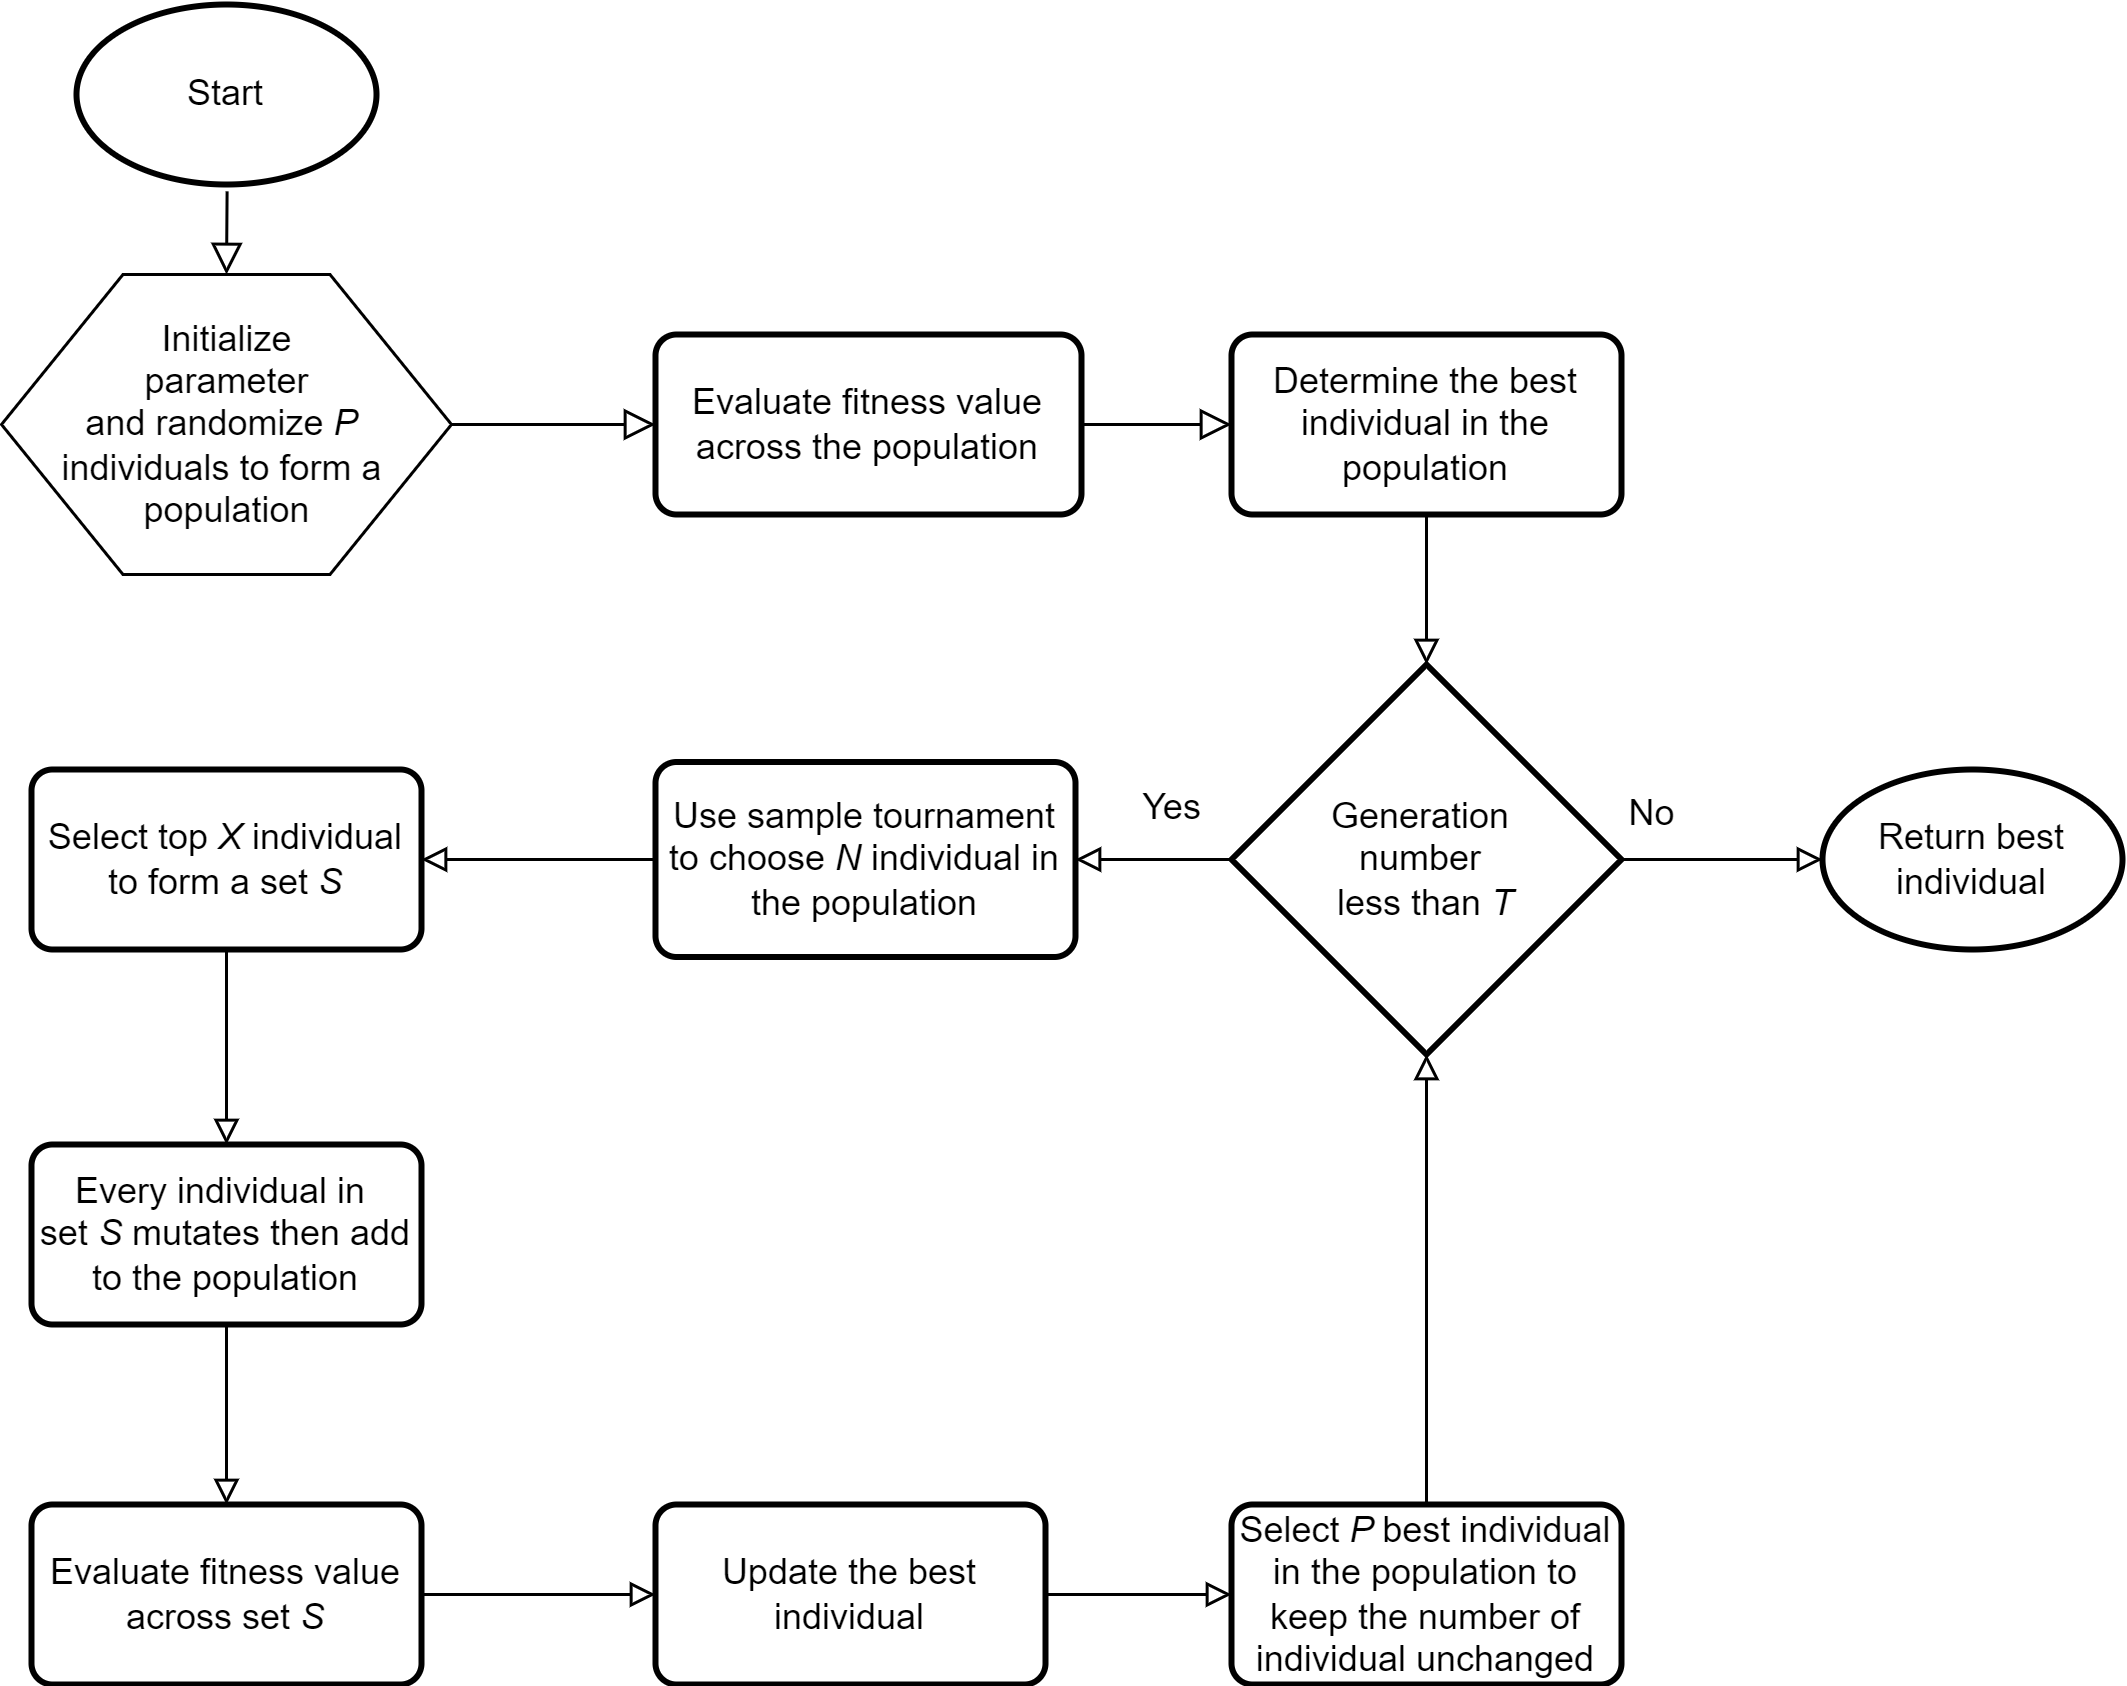 Start
Initialize
parameter
and randomize P
individuals to form a
population
Evaluate fitness value
across the population
Determine the best
individual in the
population
Generation
number
less than T
Yes
No
Return best
individual
Use sample tournament
to choose N individual in
the population
Select top X individual
to form a set S
Every individual in
set S mutates then add
to the population
Evaluate fitness value
across set S
Update the best
individual
Select P best individual
in the population to
keep the number of
individual unchanged